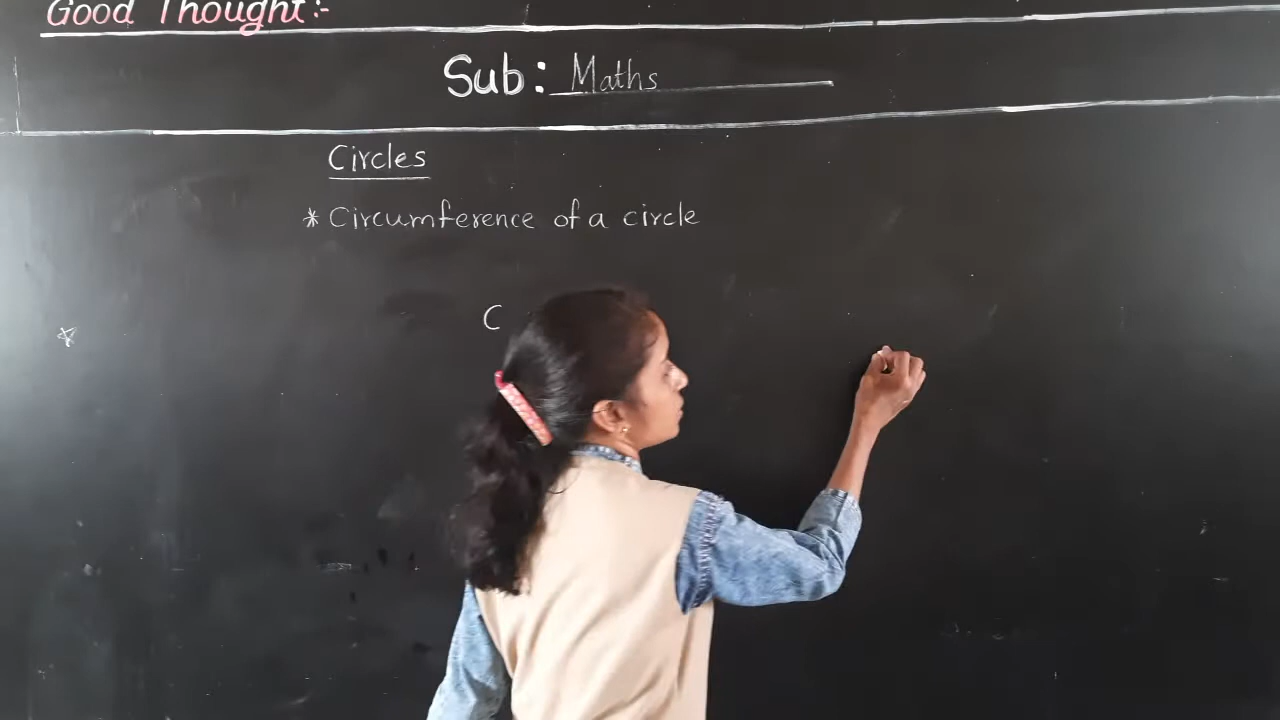 Good Thought:-
Sub: Maths
Circles
* Circumference of a circle
C